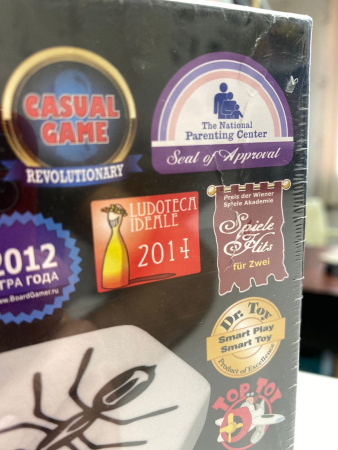 CASUAL
GAME
REVOLUTIONARY
The National
Parenting Center
Seal of Approval
LUDOTECA
IDEALE
2014
Preis der Wiener
Spiele Akademie
Spiele
Hits
für Zwei
2012
ГРА ГОДА
www.BoardGamer.ru
Dr. Toy
Smart Play
Smart Toy
Product of Excellence
TOP TOY